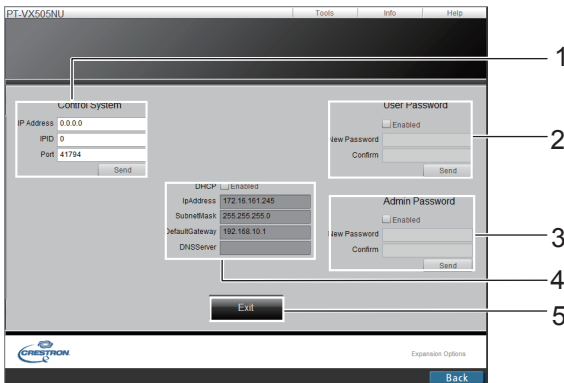 PT-VX505NU Tools Info Help
1
Control System
IP Address 0.0.0.0
IPID 0
Port 41794
Send
User Password
Enabled
New Password
Confirm
Send
2
DHCP Enabled
IpAddress 172.16.161.245
SubnetMask 255.255.255.0
DefaultGateway 192.168.10.1
DNSServer
Admin Password
Enabled
New Password
Confirm
Send
3
4
Exit
5
CRESTRON
Expansion Options
Back